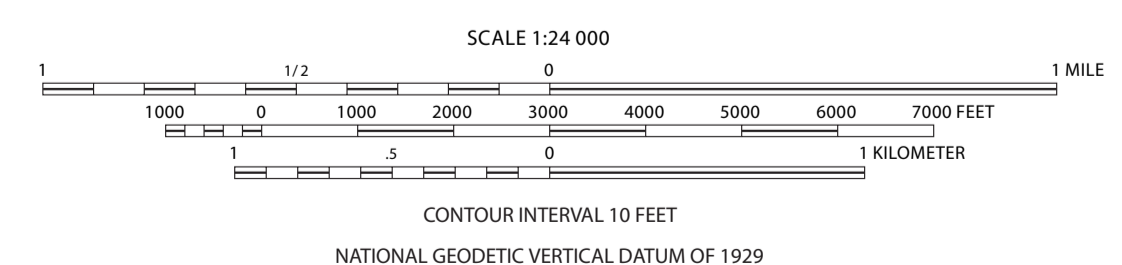 SCALE 1:24 000
1 1/2 0 1 MILE
1000 0 1000 2000 3000 4000 5000 6000 7000 FEET
1 .5 0 1 KILOMETER
CONTOUR INTERVAL 10 FEET
NATIONAL GEODETIC VERTICAL DATUM OF 1929